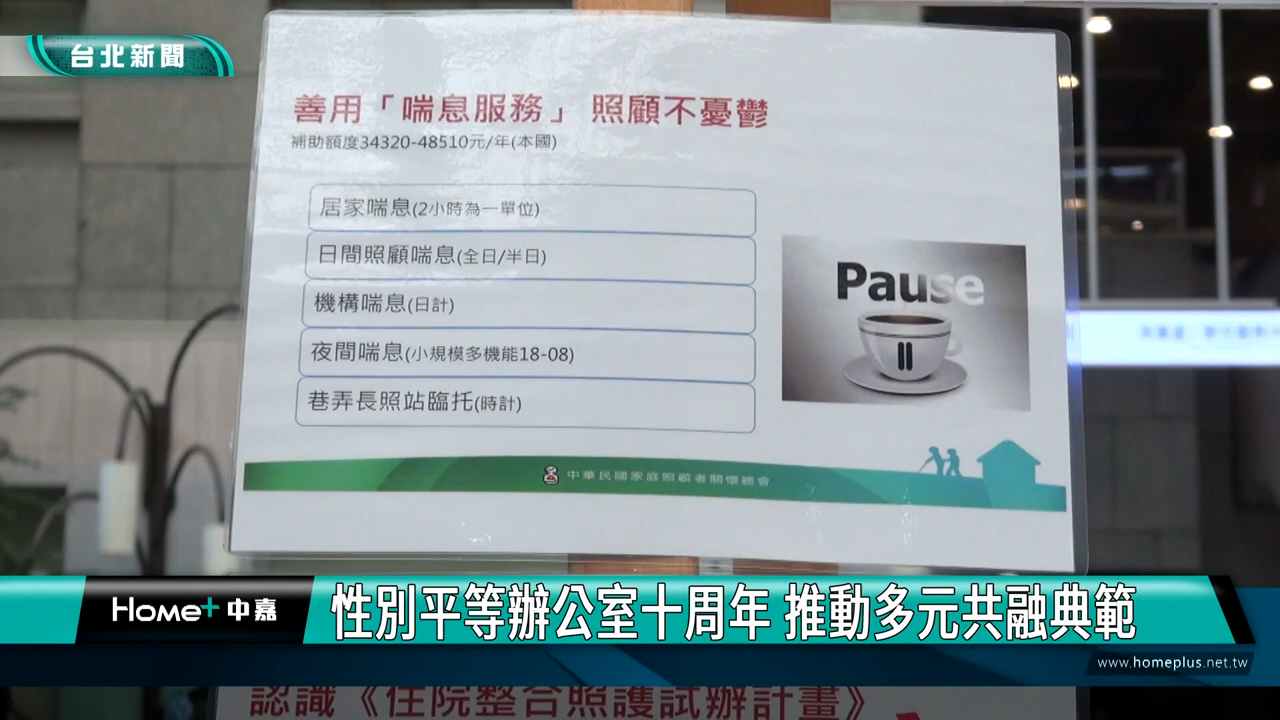 台北新聞
善用「喘息服務」 照顧不憂鬱
補助額度34320-48510元/年(本國)
居家喘息(2小時為一單位)
日間照顧喘息(全日/半日)
機構喘息(日計)
夜間喘息(小規模多機能18-08)
巷弄長照站臨托(時計)
Pause
中華民國家庭照顧者關懷總會
Home+中嘉
性別平等辦公室十周年 推動多元共融典範
www.homeplus.net.tw
認識《住院整合照護試辦計畫》